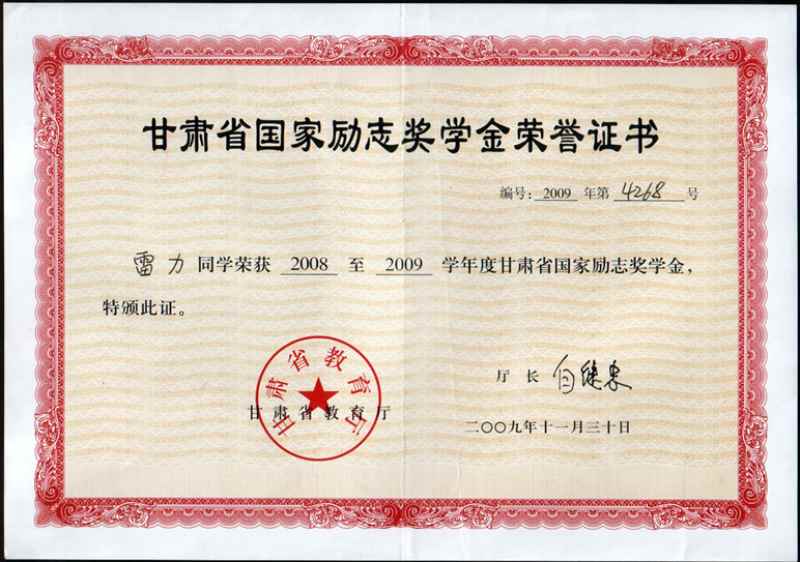 甘肃省国家励志奖学金荣誉证书
编号: 2009 年第 4268 号
雷力 同学荣获 2008 至 2009 学年度甘肃省国家励志奖学金,
特颁此证。
甘肃省教育厅
甘肃省教育厅
厅长 白继忠
二〇〇九年十一月三十日